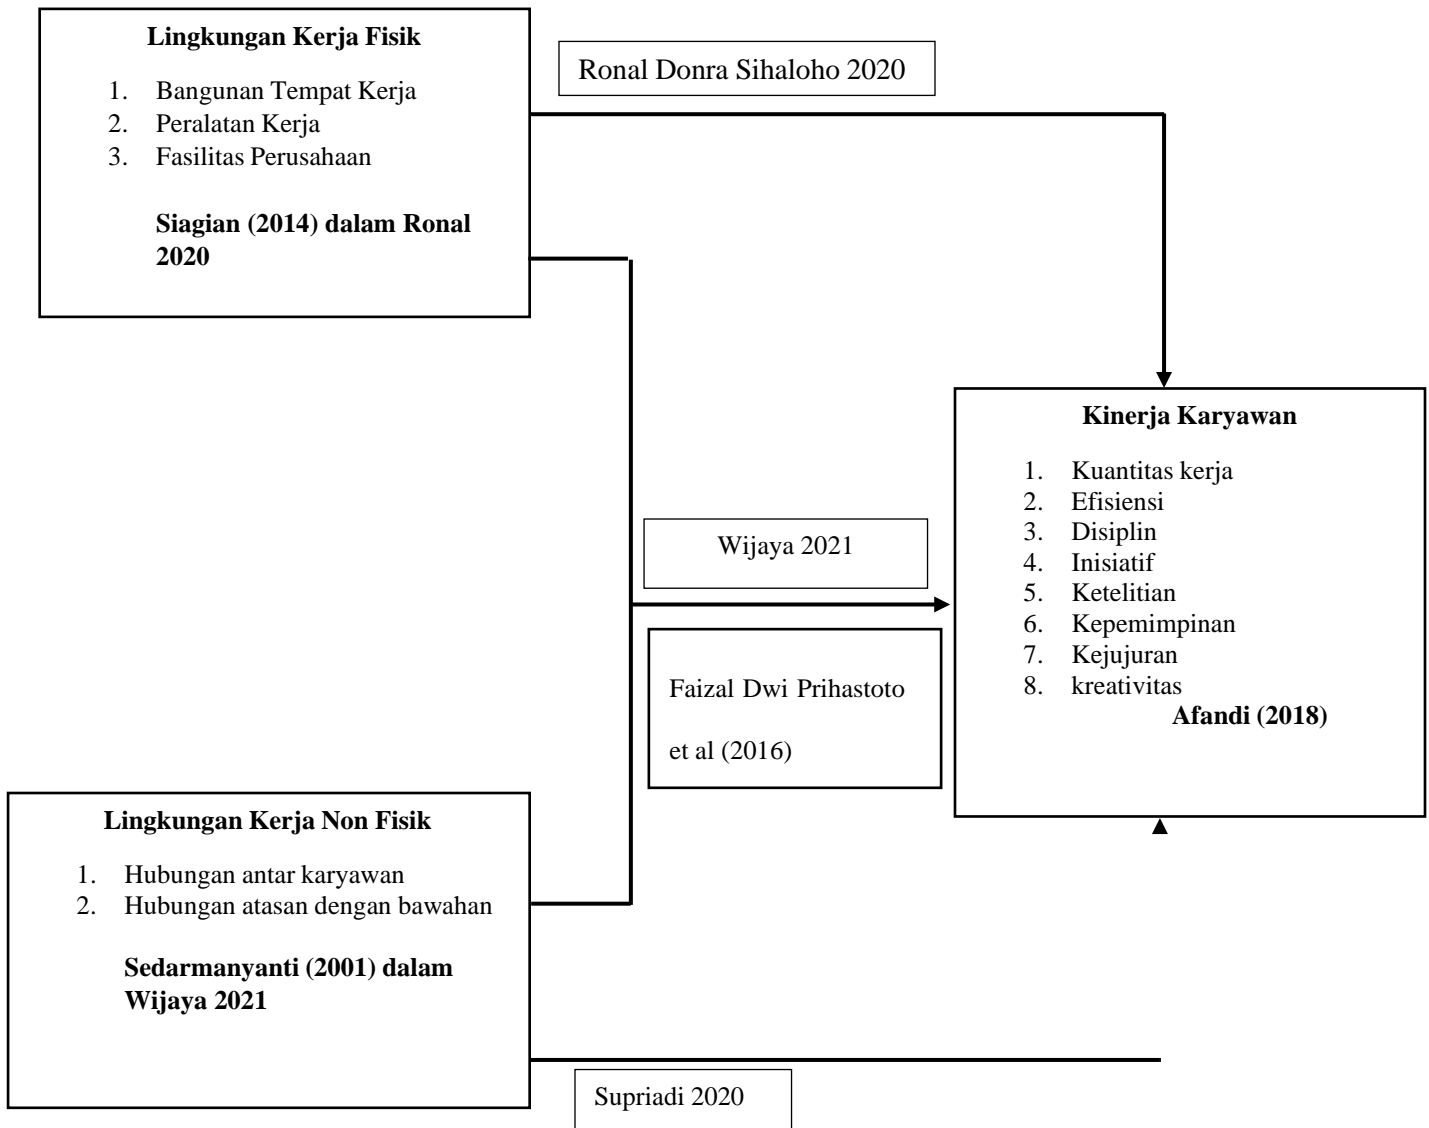 Lingkungan Kerja Fisik
1. Bangunan Tempat Kerja
2. Peralatan Kerja
3. Fasilitas Perusahaan
Siagian (2014) dalam Ronal
2020
Ronal Donra Sihaloho 2020
Kinerja Karyawan
1. Kuantitas kerja
2. Efisiensi
3. Disiplin
4. Inisiatif
5. Ketelitian
6. Kepemimpinan
7. Kejujuran
8. kreativitas
Afandi (2018)
Wijaya 2021
Faizal Dwi Prihastoto
et al (2016)
Lingkungan Kerja Non Fisik
1. Hubungan antar karyawan
2. Hubungan atasan dengan bawahan
Sedarmanyanti (2001) dalam
Wijaya 2021
Supriadi 2020